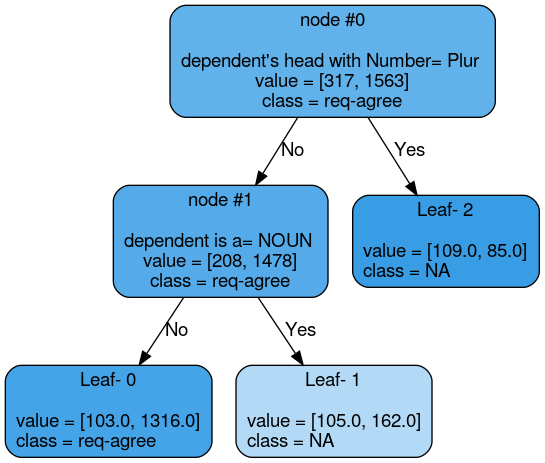 node #0
dependent's head with Number= Plur
value = [317, 1563]
class = req-agree
No
Yes
node #1
dependent is a= NOUN
value = [208, 1478]
class = req-agree
Leaf- 2
value = [109.0, 85.0]
class = NA
No
Yes
Leaf- 0
value = [103.0, 1316.0]
class = req-agree
Leaf- 1
value = [105.0, 162.0]
class = NA